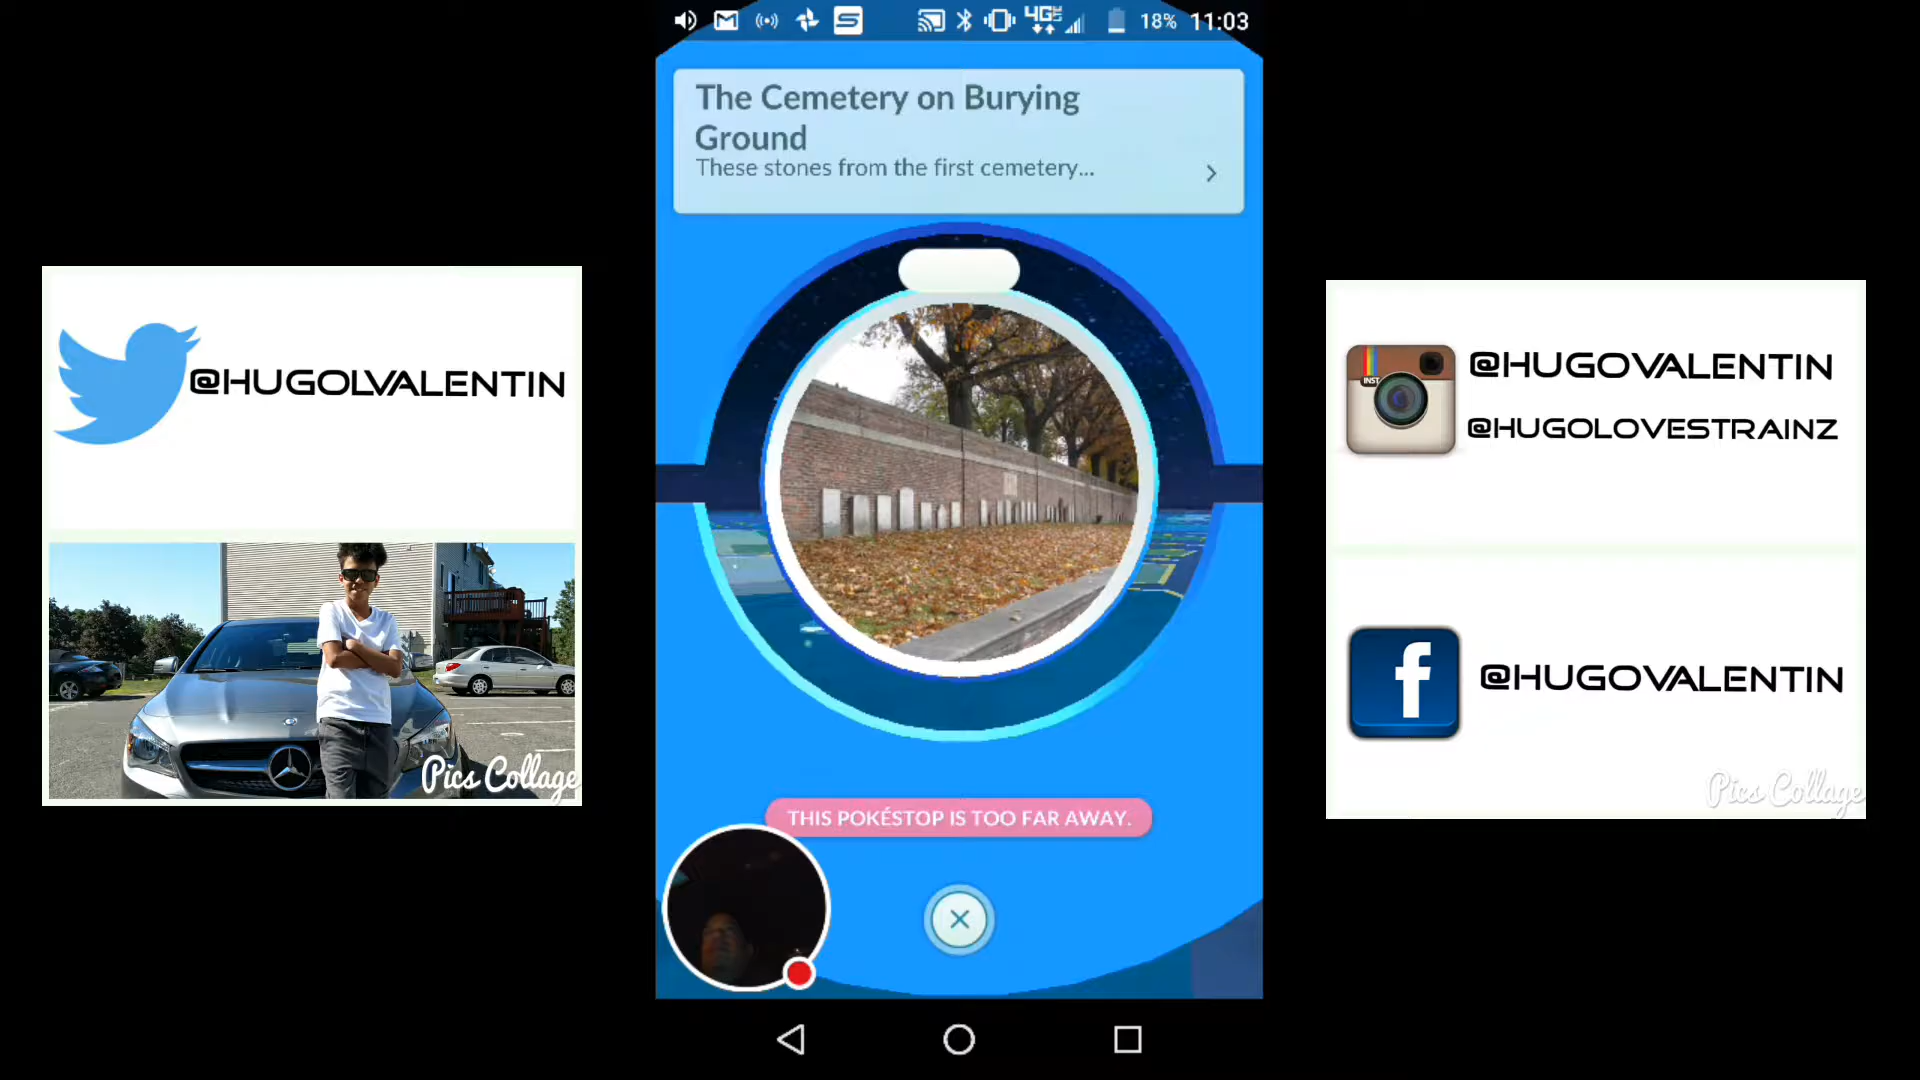 18% 11:03
The Cemetery on Burying
Ground
These stones from the first cemetery...
@HUGOLVALENTIN
Pics Collage
THIS POKÉSTOP IS TOO FAR AWAY.
INST
@HUGOVALENTIN
@HUGOLOVESTRAINZ
f @HUGOVALENTIN
Pics Collage